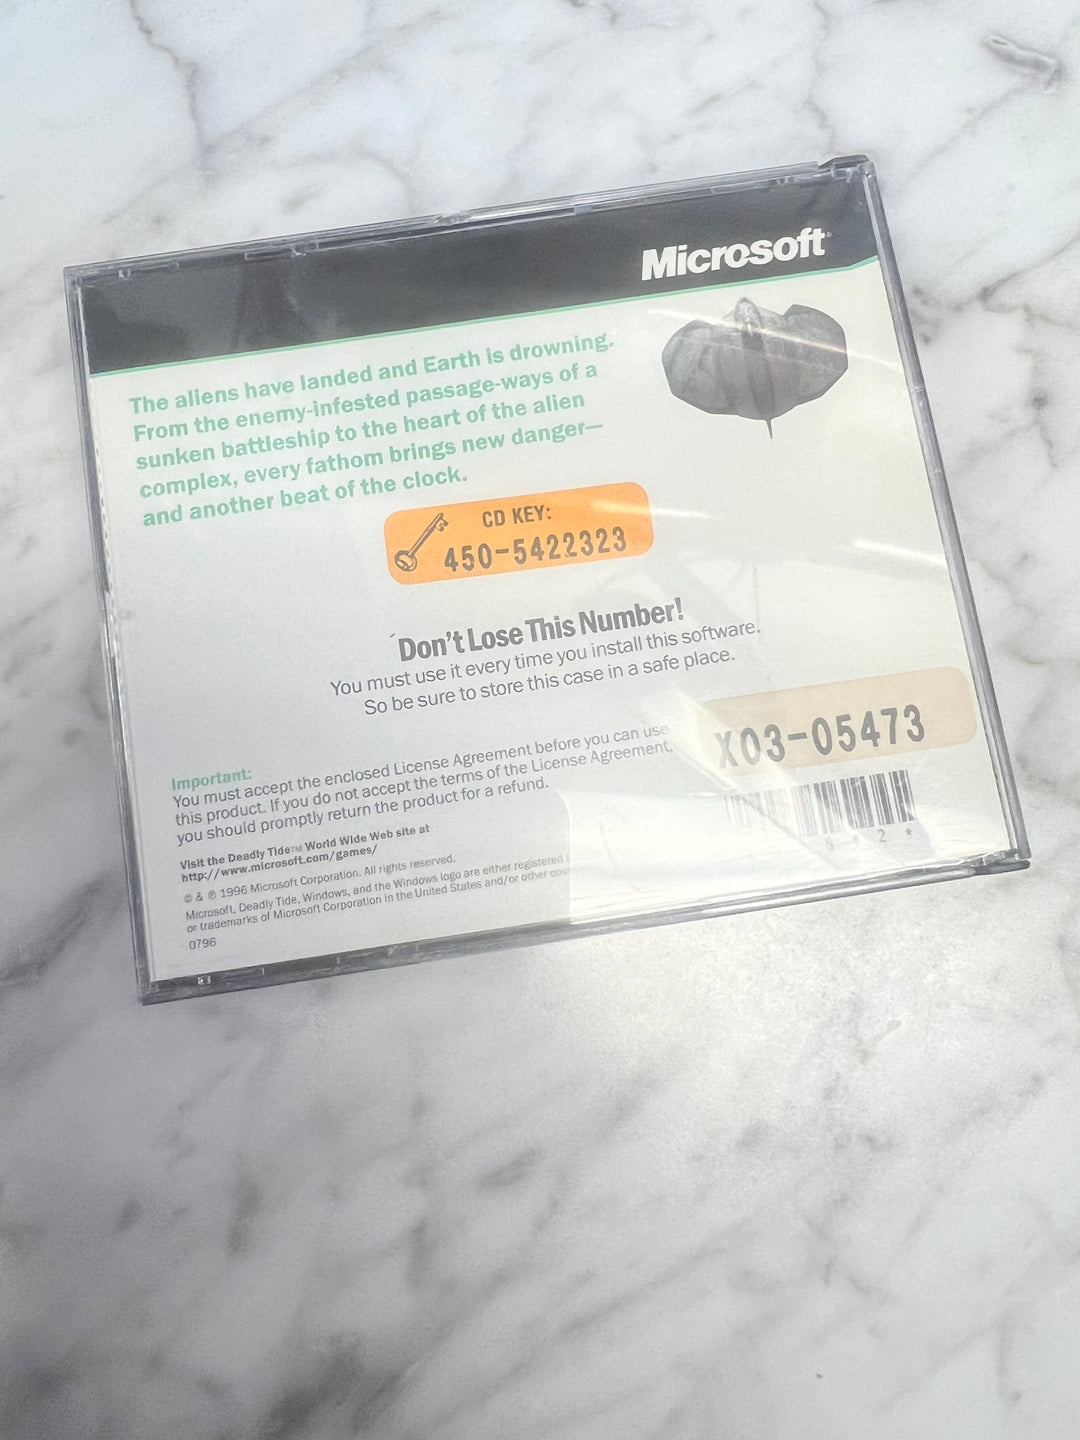 Microsoft®
The aliens have landed and Earth is drowning.
From the enemy-infested passage-ways of a
sunken battleship to the heart of the alien
complex, every fathom brings new danger—
and another beat of the clock.
CD KEY:
450-5422323
Don't Lose This Number!
You must use it every time you install this software.
So be sure to store this case in a safe place.
X03-05473
Important:
You must accept the enclosed License Agreement before you can use
this product. If you do not accept the terms of the License Agreement,
you should promptly return the product for a refund.
Visit the Deadly Tide™ World Wide Web site at
http://www.microsoft.com/games/
© & ℗ 1996 Microsoft Corporation. All rights reserved.
Microsoft, Deadly Tide, Windows, and the Windows logo are either registered
or trademarks of Microsoft Corporation in the United States and/or other
0796
2 *